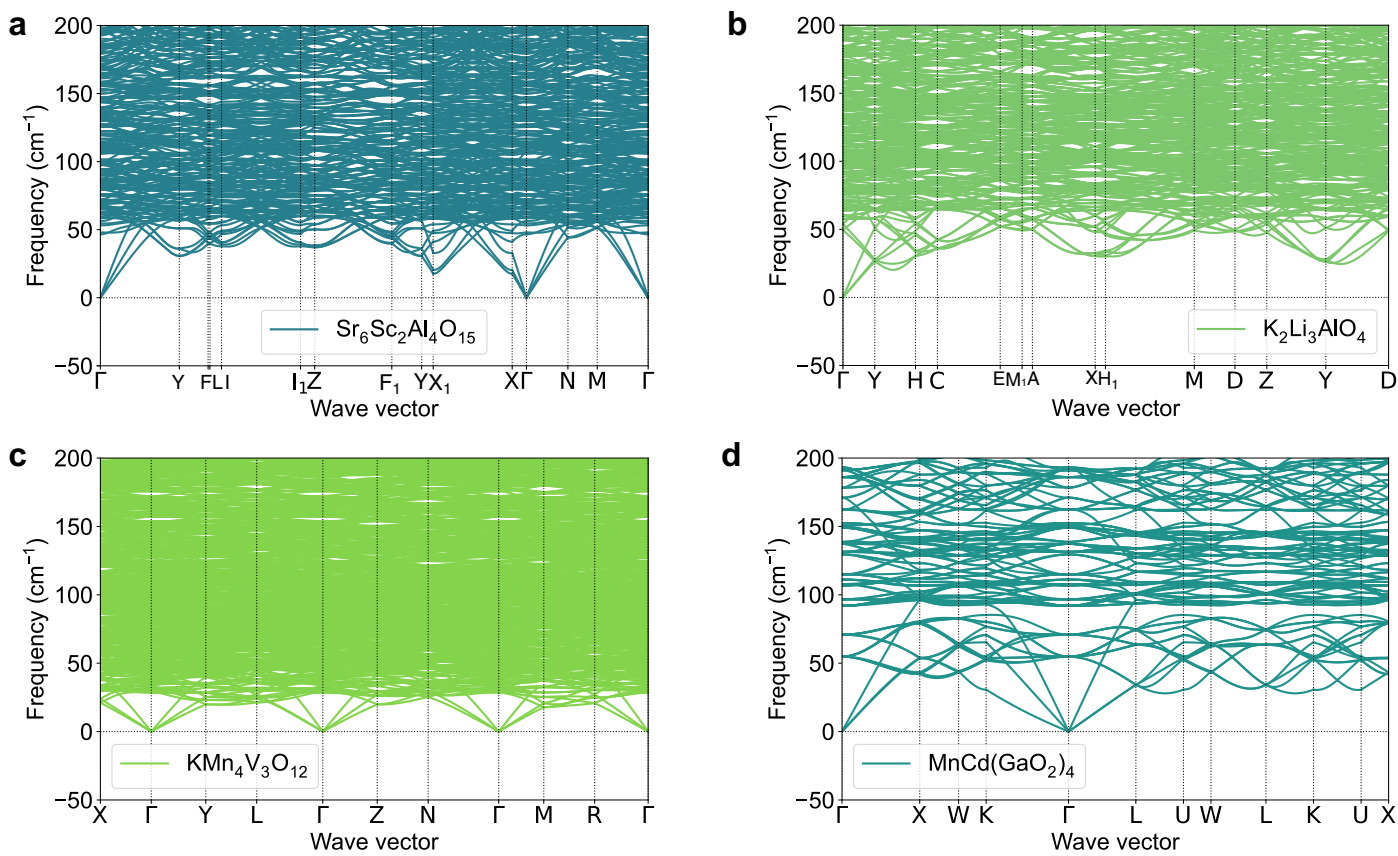 a
200
150
100
50
0
−50
Frequency (cm⁻¹)
Sr₆Sc₂Al₄O₁₅
Γ Y F L I I₁ Z F₁ Y X₁ X Γ N M Γ
Wave vector
b
200
150
100
50
0
−50
Frequency (cm⁻¹)
K₂Li₃AlO₄
Γ Y H C E M₁ A X H₁ M D Z Y D
Wave vector
c
200
150
100
50
0
−50
Frequency (cm⁻¹)
KMn₄V₃O₁₂
X Γ Y L Γ Z N Γ M R Γ
Wave vector
d
200
150
100
50
0
−50
Frequency (cm⁻¹)
MnCd(GaO₂)₄
Γ X W K Γ L U W L K U X
Wave vector